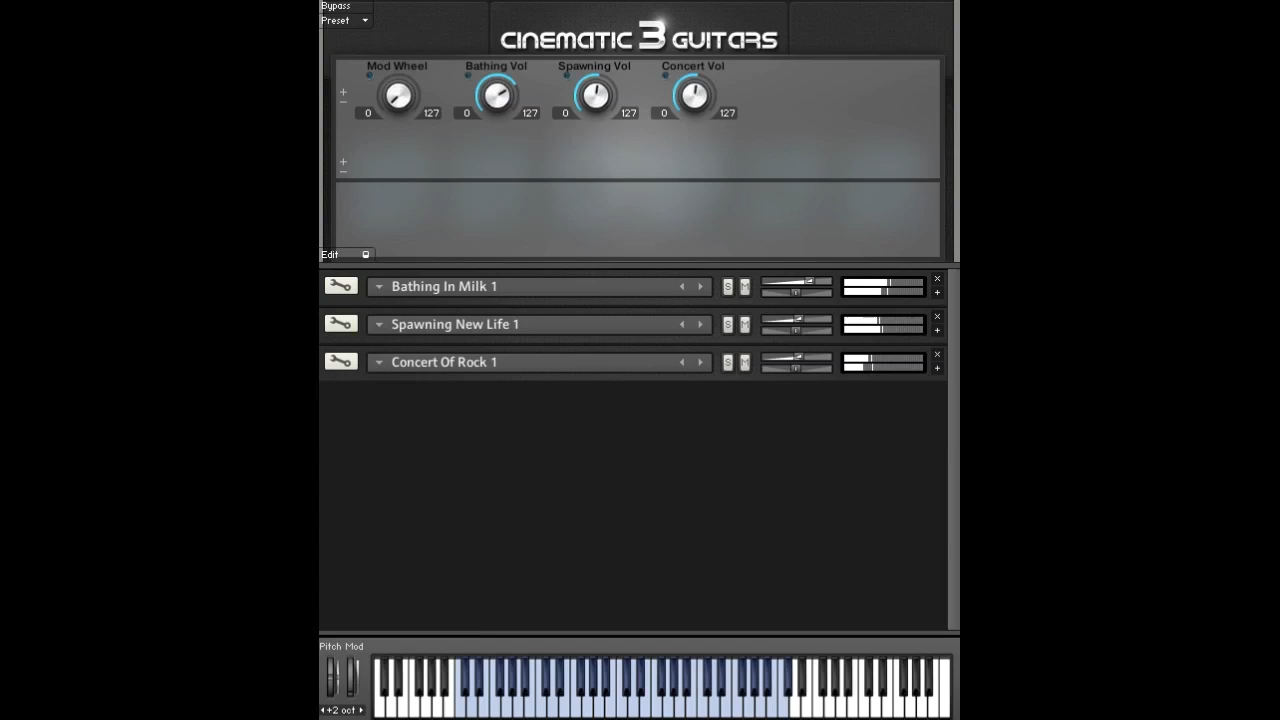 Bypass
Preset
CINEMATIC 3 GUITARS
Mod Wheel Bathing Vol Spawning Vol Concert Vol
0 127 0 127 0 127 0 127
Edit
Bathing In Milk 1 S M
Spawning New Life 1 S M
Concert Of Rock 1 S M
Pitch Mod
+2 oct